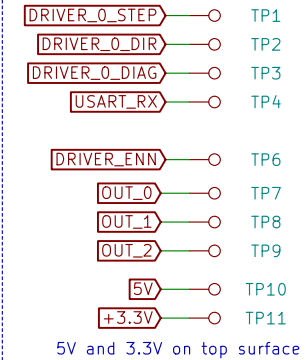 DRIVER_0_STEP TP1
DRIVER_0_DIR TP2
DRIVER_0_DIAG TP3
USART_RX TP4
DRIVER_ENN TP6
OUT_0 TP7
OUT_1 TP8
OUT_2 TP9
5V TP10
+3.3V TP11
5V and 3.3V on top surface